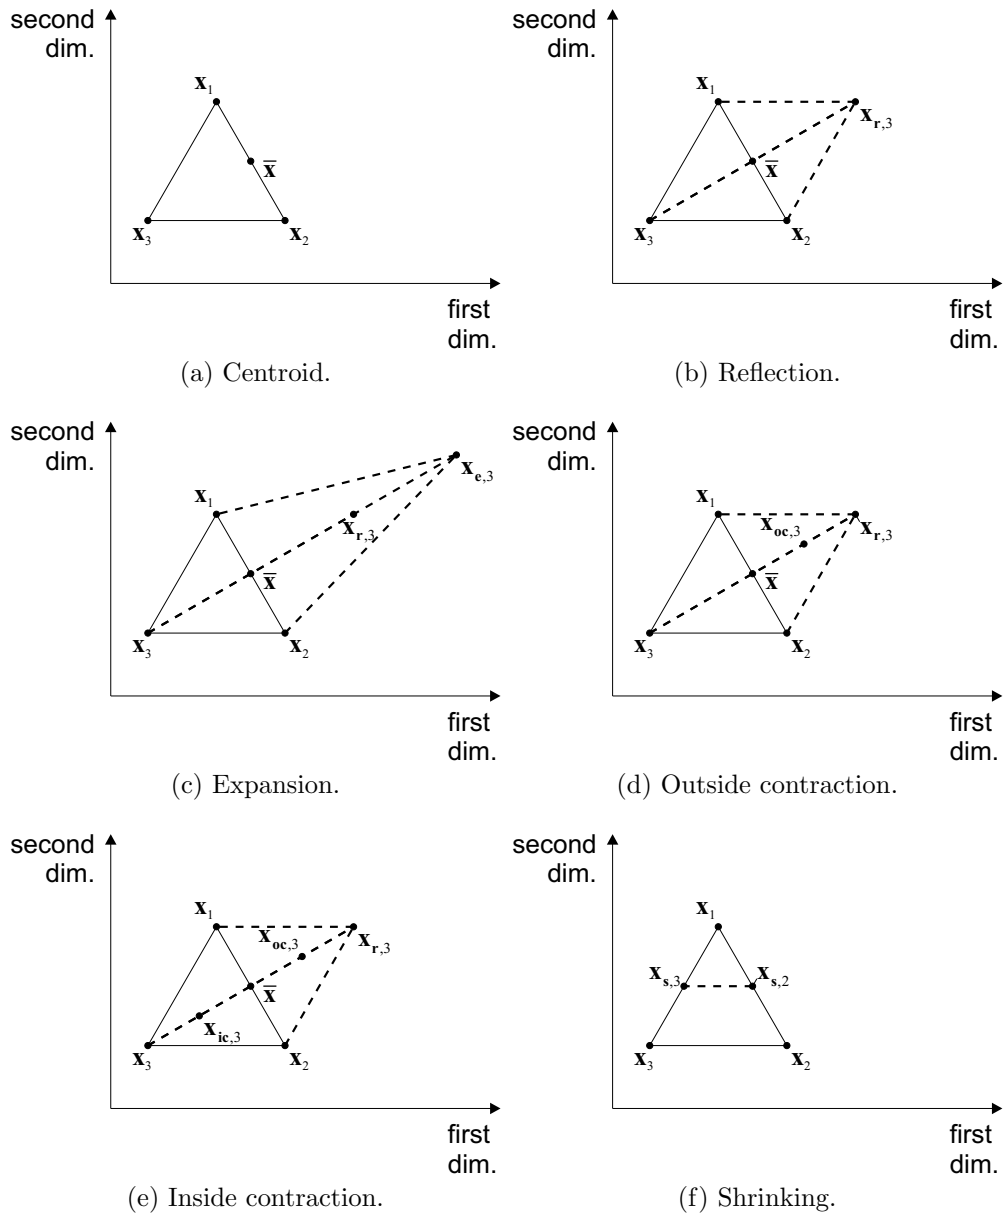 second
dim.
x₁
x̄
x₃
x₂
first
dim.
(a) Centroid.
second
dim.
x₁
xᵣ,₃
x̄
x₃
x₂
first
dim.
(b) Reflection.
second
dim.
xₑ,₃
x₁
xᵣ,₃
x̄
x₃
x₂
first
dim.
(c) Expansion.
second
dim.
x₁
xₒc,₃
xᵣ,₃
x̄
x₃
x₂
first
dim.
(d) Outside contraction.
second
dim.
x₁
xₒc,₃
xᵣ,₃
x̄
xᵢc,₃
x₃
x₂
first
dim.
(e) Inside contraction.
second
dim.
x₁
xₛ,₃
xₛ,₂
x₃
x₂
first
dim.
(f) Shrinking.